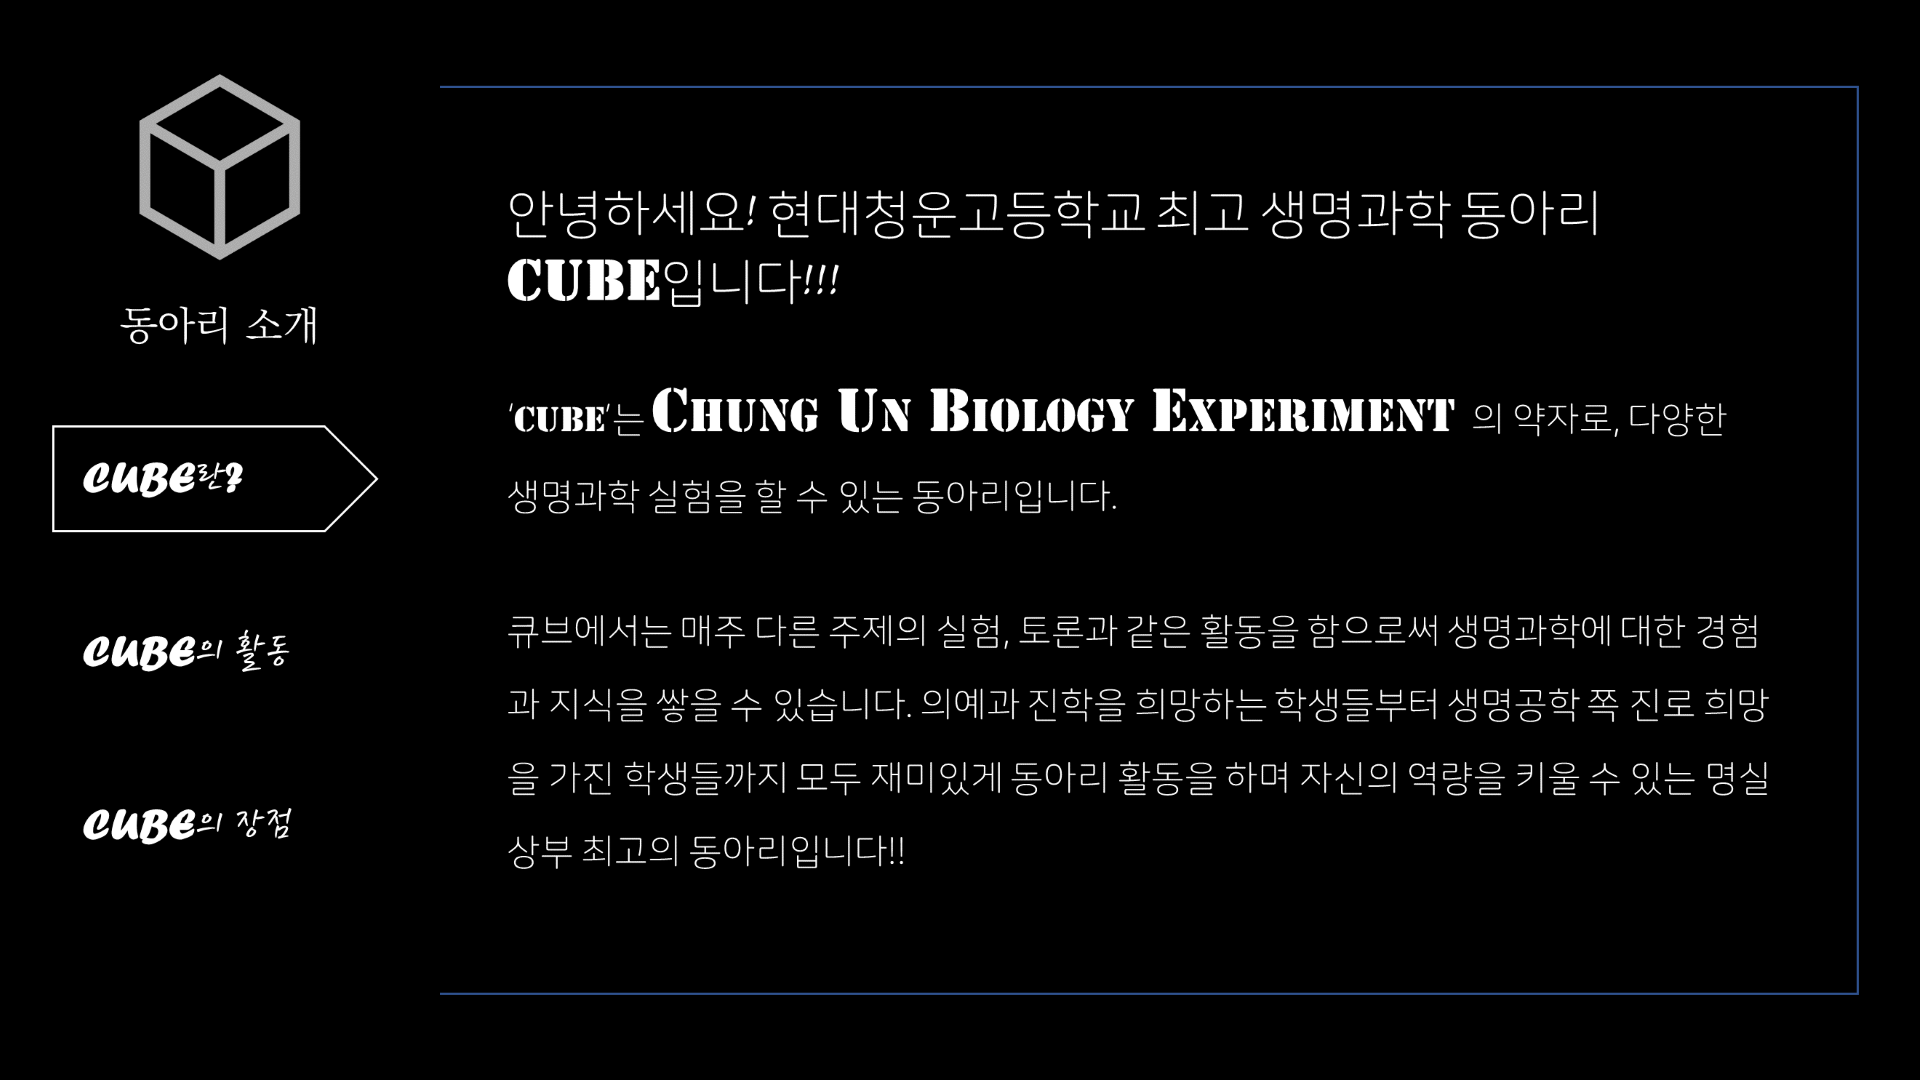 동아리 소개
CUBE란?
CUBE의 활동
CUBE의 장점
안녕하세요! 현대청운고등학교 최고 생명과학 동아리
CUBE입니다!!!
'CUBE'는 CHUNG UN BIOLOGY EXPERIMENT 의 약자로, 다양한
생명과학 실험을 할 수 있는 동아리입니다.
큐브에서는 매주 다른 주제의 실험, 토론과 같은 활동을 함으로써 생명과학에 대한 경험
과 지식을 쌓을 수 있습니다. 의예과 진학을 희망하는 학생들부터 생명공학 쪽 진로 희망
을 가진 학생들까지 모두 재미있게 동아리 활동을 하며 자신의 역량을 키울 수 있는 명실
상부 최고의 동아리입니다!!